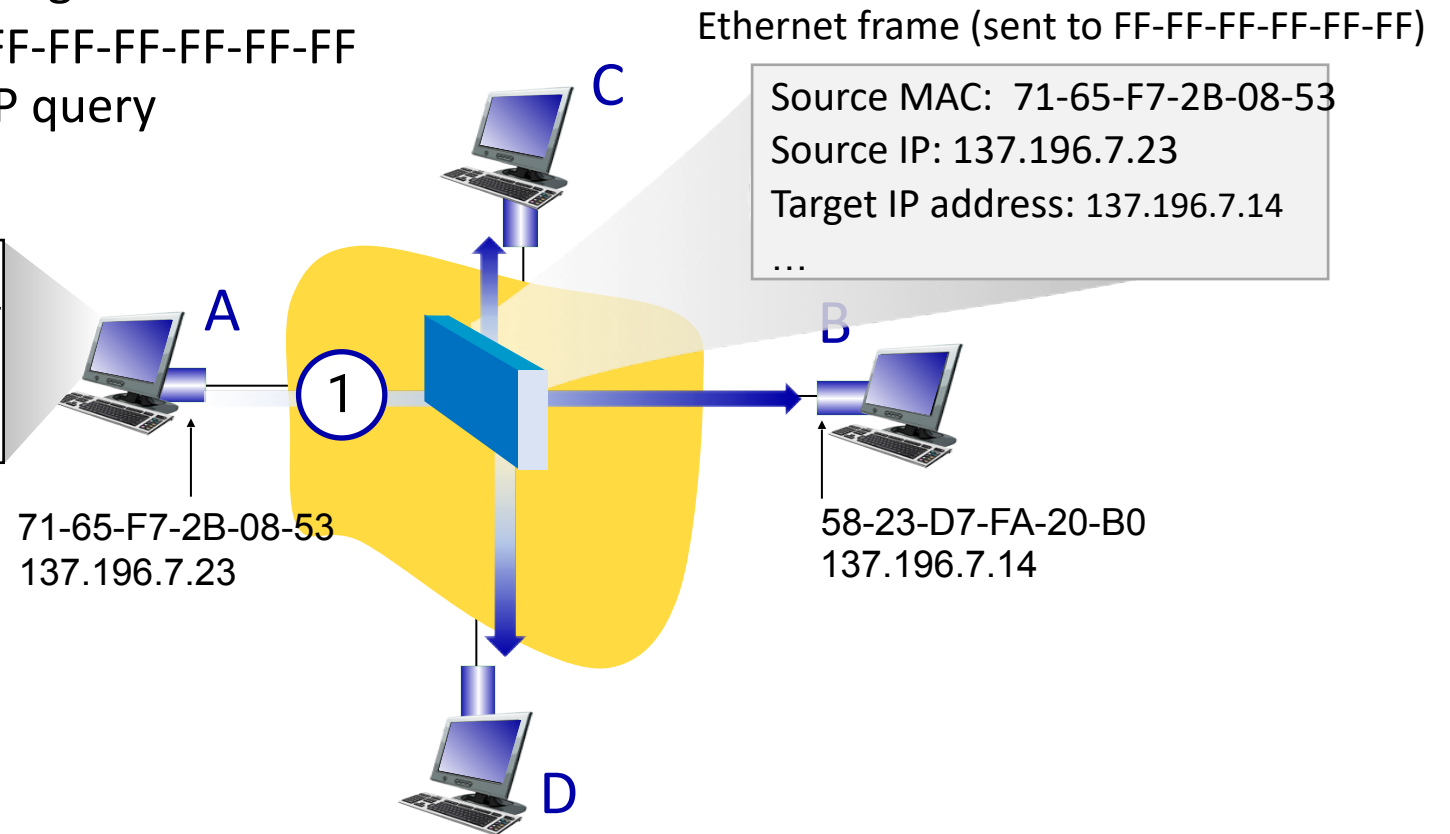 FF-FF-FF-FF-FF-FF
P query
Ethernet frame (sent to FF-FF-FF-FF-FF-FF)
Source MAC: 71-65-F7-2B-08-53
Source IP: 137.196.7.23
Target IP address: 137.196.7.14
…
C
A
B
1
71-65-F7-2B-08-53
137.196.7.23
58-23-D7-FA-20-B0
137.196.7.14
D